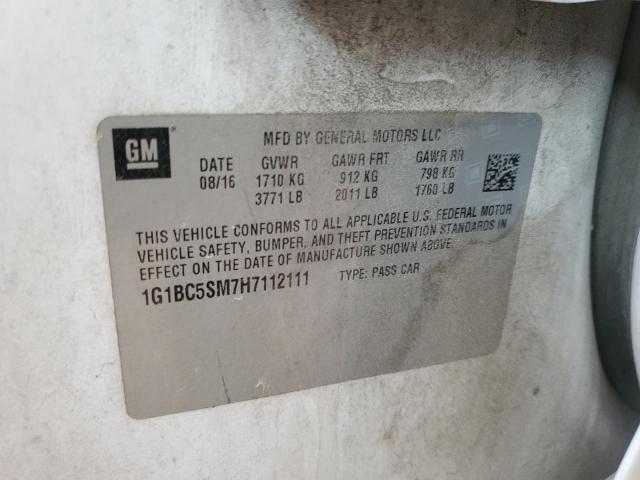 GM
MFD BY GENERAL MOTORS LLC
DATE GVWR GAWR FRT GAWR RR
08/16 1710 KG 912 KG 798 KG
3771 LB 2011 LB 1760 LB
THIS VEHICLE CONFORMS TO ALL APPLICABLE U.S. FEDERAL MOTOR
VEHICLE SAFETY, BUMPER, AND THEFT PREVENTION STANDARDS IN
EFFECT ON THE DATE OF MANUFACTURE SHOWN ABOVE.
1G1BC5SM7H7112111 TYPE: PASS CAR